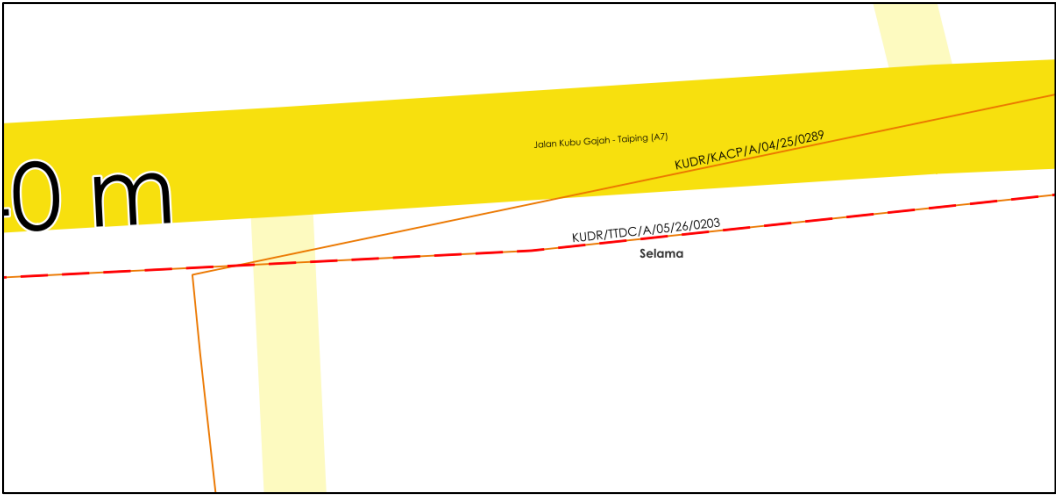 Jalan Kubu Gajah - Taiping (A7)
KUDR/KACP/A/04/25/0289
0 m
KUDR/TTDC/A/05/26/0203
Selama